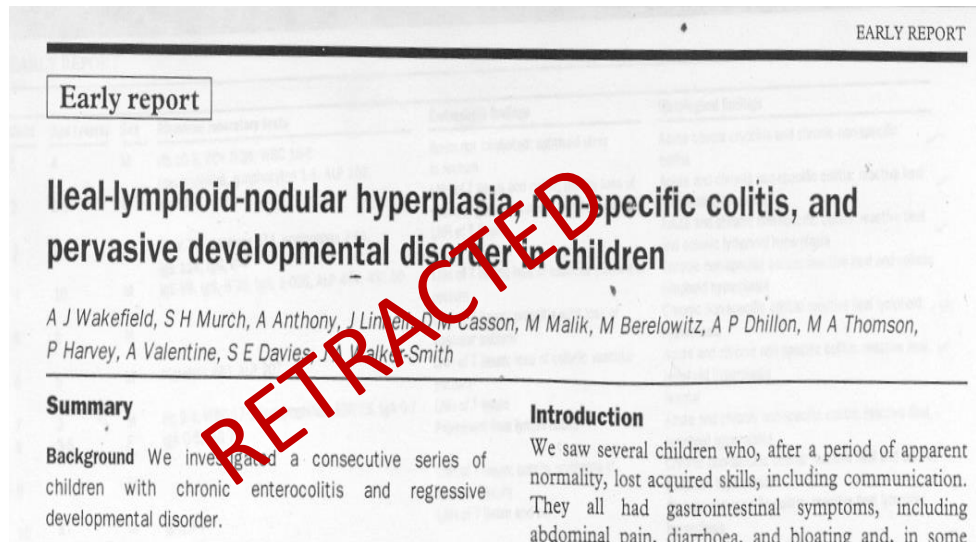 EARLY REPORT
Early report
Ileal-lymphoid-nodular hyperplasia, non-specific colitis, and
pervasive developmental disorder in children
A J Wakefield, S H Murch, A Anthony, J Linnell, D M Casson, M Malik, M Berelowitz, A P Dhillon, M A Thomson,
P Harvey, A Valentine, S E Davies, J A Walker-Smith
RETRACTED
Summary
Background We investigated a consecutive series of
children with chronic enterocolitis and regressive
developmental disorder.
Introduction
We saw several children who, after a period of apparent
normality, lost acquired skills, including communication.
They all had gastrointestinal symptoms, including
abdominal pain, diarrhoea, and bloating and, in some